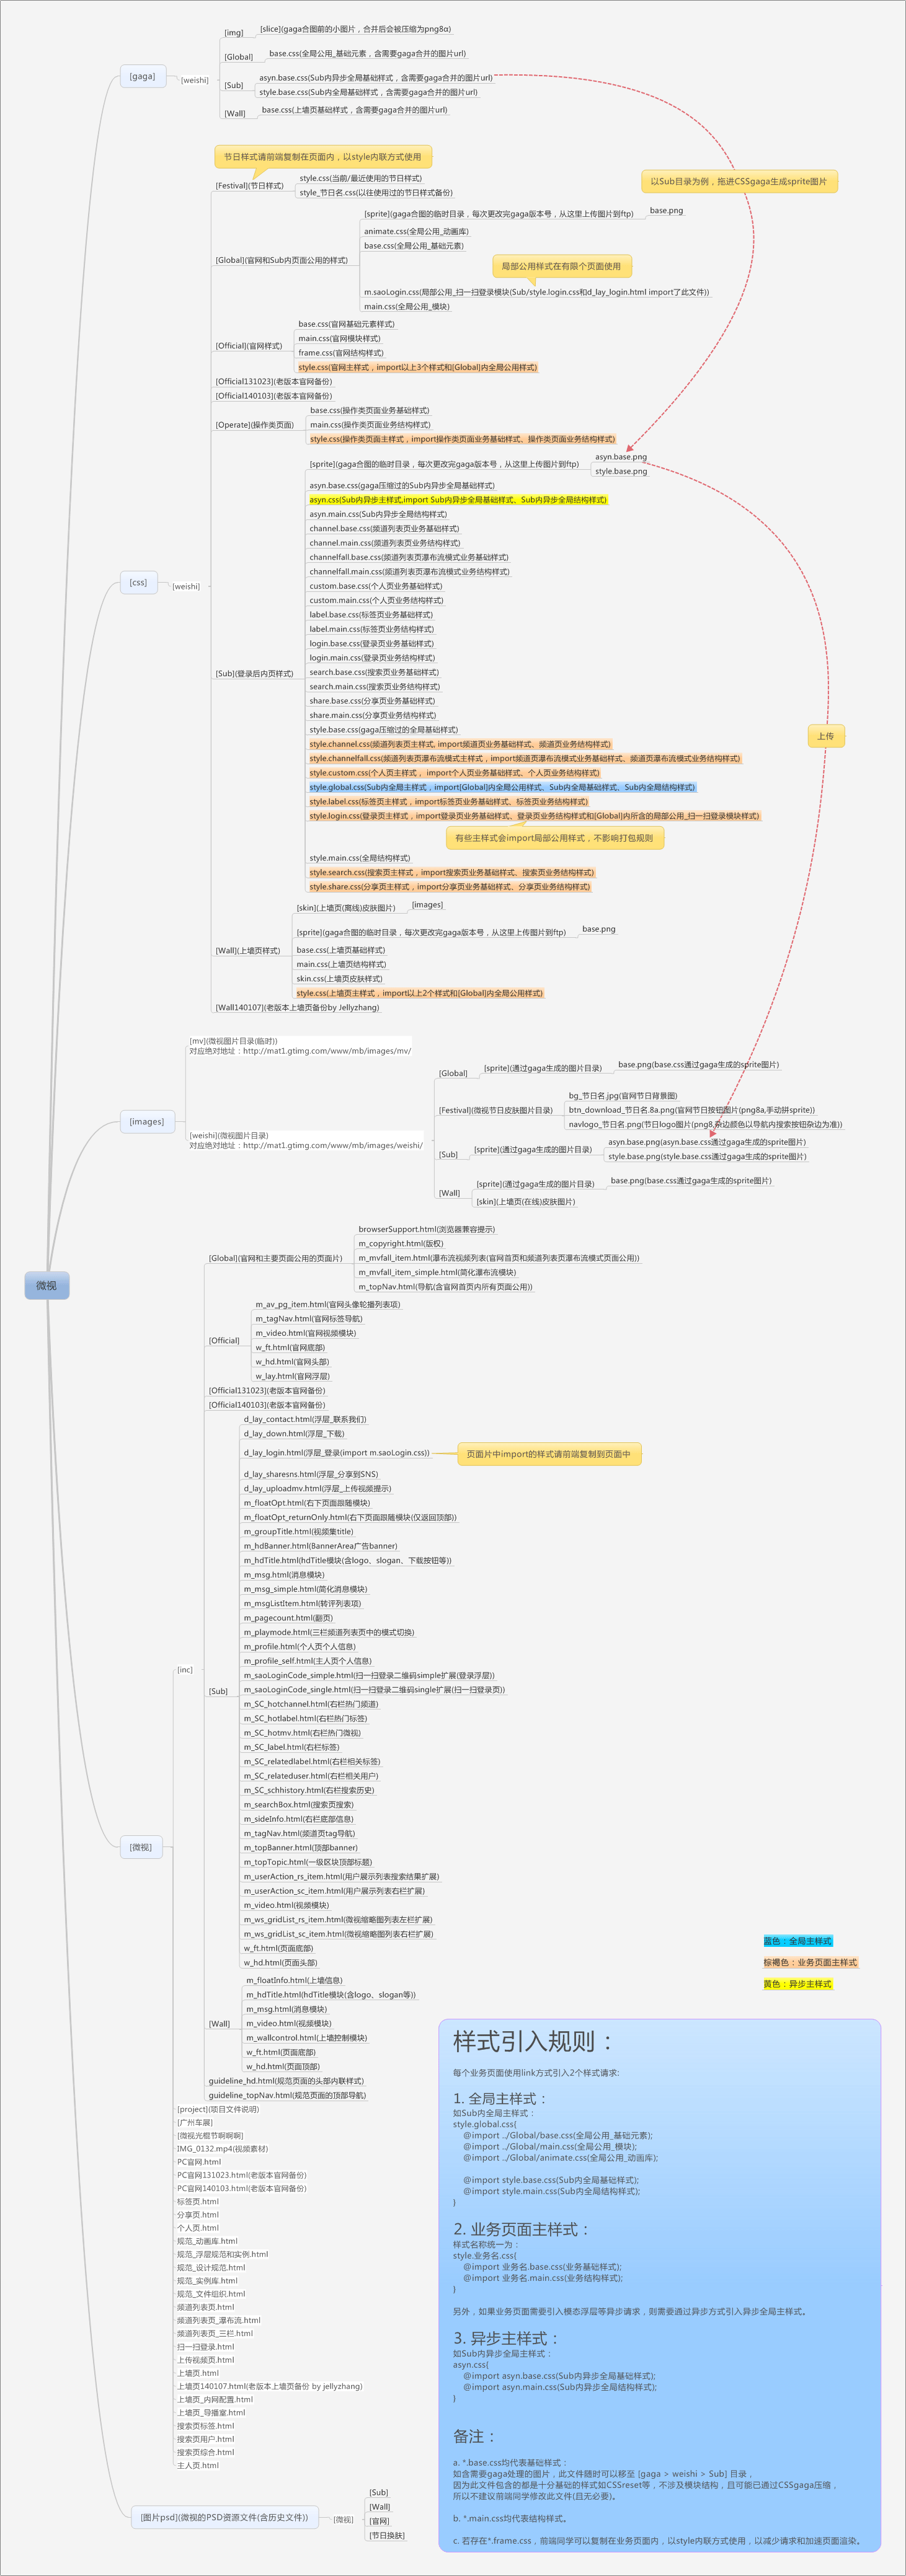 [gaga]
[weishi]
[img]
[slice](gaga合图前的小图片，合并后会被压缩为png8α)
[Global]
base.css(全局公用_基础元素，含需要gaga合并的图片url)
[Sub]
asyn.base.css(Sub内异步全局基础样式，含需要gaga合并的图片url)
style.base.css(Sub内全局基础样式，含需要gaga合并的图片url)
[Wall]
base.css(上墙页基础样式，含需要gaga合并的图片url)
节日样式请前端复制在页面内，以style内联方式使用
以Sub目录为例，拖进CSSgaga生成sprite图片
[css]
[weishi]
[Festival](节日样式)
style.css(当前/最近使用的节日样式)
style_节日名.css(以往使用过的节日样式备份)
[Global](官网和Sub内页面公用的样式)
[sprite](gaga合图的临时目录，每次更改完gaga版本号，从这里上传图片到ftp)
base.png
animate.css(全局公用_动画库)
base.css(全局公用_基础元素)
局部公用样式在有限个页面使用
m.saoLogin.css(局部公用_扫一扫登录模块(Sub/style.login.css和d_lay_login.html import了此文件))
main.css(全局公用_模块)
[Official](官网样式)
base.css(官网基础元素样式)
main.css(官网模块样式)
frame.css(官网结构样式)
style.css(官网主样式，import以上3个样式和[Global]内全局公用样式)
[Official131023](老版本官网备份)
[Official140103](老版本官网备份)
[Operate](操作类页面)
base.css(操作类页面业务基础样式)
main.css(操作类页面业务结构样式)
style.css(操作类页面主样式，import操作类页面业务基础样式、操作类页面业务结构样式)
[Sub](登录后内页样式)
[sprite](gaga合图的临时目录，每次更改完gaga版本号，从这里上传图片到ftp)
asyn.base.png
style.base.png
asyn.base.css(gaga压缩过的Sub内异步全局基础样式)
asyn.css(Sub内异步主样式,import Sub内异步全局基础样式、Sub内异步全局结构样式)
asyn.main.css(Sub内异步全局结构样式)
channel.base.css(频道列表页业务基础样式)
channel.main.css(频道列表页业务结构样式)
channelfall.base.css(频道列表页瀑布流模式业务基础样式)
channelfall.main.css(频道列表页瀑布流模式业务结构样式)
custom.base.css(个人页业务基础样式)
custom.main.css(个人页业务结构样式)
label.base.css(标签页业务基础样式)
label.main.css(标签页业务结构样式)
login.base.css(登录页业务基础样式)
login.main.css(登录页业务结构样式)
search.base.css(搜索页业务基础样式)
search.main.css(搜索页业务结构样式)
share.base.css(分享页业务基础样式)
share.main.css(分享页业务结构样式)
style.base.css(gaga压缩过的全局基础样式)
上传
style.channel.css(频道列表页主样式, import频道页业务基础样式、频道页业务结构样式)
style.channelfall.css(频道列表页瀑布流模式主样式，import频道页瀑布流模式业务基础样式、频道页瀑布流模式业务结构样式)
style.custom.css(个人页主样式， import个人页业务基础样式、个人页业务结构样式)
style.global.css(Sub内全局主样式，import[Global]内全局公用样式、Sub内全局基础样式、Sub内全局结构样式)
style.label.css(标签页主样式，import标签页业务基础样式、标签页业务结构样式)
style.login.css(登录页主样式，import登录页业务基础样式、登录页业务结构样式和[Global]内所含的局部公用_扫一扫登录模块样式)
有些主样式会import局部公用样式，不影响打包规则
style.main.css(全局结构样式)
style.search.css(搜索页主样式，import搜索页业务基础样式、搜索页业务结构样式)
style.share.css(分享页主样式，import分享页业务基础样式、分享页业务结构样式)
[Wall](上墙页样式)
[skin](上墙页(离线)皮肤图片)
[images]
[sprite](gaga合图的临时目录，每次更改完gaga版本号，从这里上传图片到ftp)
base.png
base.css(上墙页基础样式)
main.css(上墙页结构样式)
skin.css(上墙页皮肤样式)
style.css(上墙页主样式，import以上2个样式和[Global]内全局公用样式)
[Wall140107](老版本上墙页备份by Jellyzhang)
[images]
[mv](微视图片目录(临时))
对应绝对地址：http://mat1.gtimg.com/www/mb/images/mv/
[weishi](微视图片目录)
对应绝对地址：http://mat1.gtimg.com/www/mb/images/weishi/
[Global]
[sprite](通过gaga生成的图片目录)
base.png(base.css通过gaga生成的sprite图片)
[Festival](微视节日皮肤图片目录)
bg_节日名.jpg(官网节日背景图)
btn_download_节日名.8a.png(官网节日按钮图片(png8a,手动拼sprite))
navlogo_节日名.png(节日logo图片(png8,杂边颜色以导航内搜索按钮杂边为准))
[Sub]
[sprite](通过gaga生成的图片目录)
asyn.base.png(asyn.base.css通过gaga生成的sprite图片)
style.base.png(style.base.css通过gaga生成的sprite图片)
[Wall]
[sprite](通过gaga生成的图片目录)
base.png(base.css通过gaga生成的sprite图片)
[skin](上墙页(在线)皮肤图片)
微视
[微视]
[inc]
[Global](官网和主要页面公用的页面片)
browserSupport.html(浏览器兼容提示)
m_copyright.html(版权)
m_mvfall_item.html(瀑布流视频列表(官网首页和频道列表页瀑布流模式页面公用))
m_mvfall_item_simple.html(简化瀑布流模块)
m_topNav.html(导航(含官网首页内所有页面公用))
[Official]
m_av_pg_item.html(官网头像轮播列表项)
m_tagNav.html(官网标签导航)
m_video.html(官网视频模块)
w_ft.html(官网底部)
w_hd.html(官网头部)
w_lay.html(官网浮层)
[Official131023](老版本官网备份)
[Official140103](老版本官网备份)
[Sub]
d_lay_contact.html(浮层_联系我们)
d_lay_down.html(浮层_下载)
d_lay_login.html(浮层_登录(import m.saoLogin.css))
页面片中import的样式请前端复制到页面中
d_lay_sharesns.html(浮层_分享到SNS)
d_lay_uploadmv.html(浮层_上传视频提示)
m_floatOpt.html(右下页面跟随模块)
m_floatOpt_returnOnly.html(右下页面跟随模块(仅返回顶部))
m_groupTitle.html(视频集title)
m_hdBanner.html(BannerArea广告banner)
m_hdTitle.html(hdTitle模块(含logo、slogan、下载按钮等))
m_msg.html(消息模块)
m_msg_simple.html(简化消息模块)
m_msgListItem.html(转评列表项)
m_pagecount.html(翻页)
m_playmode.html(三栏频道列表页中的模式切换)
m_profile.html(个人页个人信息)
m_profile_self.html(主人页个人信息)
m_saoLoginCode_simple.html(扫一扫登录二维码simple扩展(登录浮层))
m_saoLoginCode_single.html(扫一扫登录二维码single扩展(扫一扫登录页))
m_SC_hotchannel.html(右栏热门频道)
m_SC_hotlabel.html(右栏热门标签)
m_SC_hotmv.html(右栏热门微视)
m_SC_label.html(右栏标签)
m_SC_relatedlabel.html(右栏相关标签)
m_SC_relateduser.html(右栏相关用户)
m_SC_schhistory.html(右栏搜索历史)
m_searchBox.html(搜索页搜索)
m_sideInfo.html(右栏底部信息)
m_tagNav.html(频道页tag导航)
m_topBanner.html(顶部banner)
m_topTopic.html(一级区块顶部标题)
m_userAction_rs_item.html(用户展示列表搜索结果扩展)
m_userAction_sc_item.html(用户展示列表右栏扩展)
m_video.html(视频模块)
m_ws_gridList_rs_item.html(微视缩略图列表左栏扩展)
m_ws_gridList_sc_item.html(微视缩略图列表右栏扩展)
w_ft.html(页面底部)
w_hd.html(页面头部)
[Wall]
m_floatInfo.html(上墙信息)
m_hdTitle.html(hdTitle模块(含logo、slogan等))
m_msg.html(消息模块)
m_video.html(视频模块)
m_wallcontrol.html(上墙控制模块)
w_ft.html(页面底部)
w_hd.html(页面顶部)
guideline_hd.html(规范页面的头部内联样式)
guideline_topNav.html(规范页面的顶部导航)
[project](项目文件说明)
[广州车展]
[微视光棍节啊啊啊]
IMG_0132.mp4(视频素材)
PC官网.html
PC官网131023.html(老版本官网备份)
PC官网140103.html(老版本官网备份)
标签页.html
分享页.html
个人页.html
规范_动画库.html
规范_浮层规范和实例.html
规范_设计规范.html
规范_实例库.html
规范_文件组织.html
频道列表页.html
频道列表页_瀑布流.html
频道列表页_三栏.html
扫一扫登录.html
上传视频页.html
上墙页.html
上墙页140107.html(老版本上墙页备份 by jellyzhang)
上墙页_内网配置.html
上墙页_导播室.html
搜索页标签.html
搜索页用户.html
搜索页综合.html
主人页.html
[图片psd](微视的PSD资源文件(含历史文件))
[微视]
[Sub]
[Wall]
[官网]
[节日换肤]
蓝色：全局主样式
棕褐色：业务页面主样式
黄色：异步主样式
样式引入规则：
每个业务页面使用link方式引入2个样式请求:
1. 全局主样式：
如Sub内全局主样式：
style.global.css{
@import ../Global/base.css(全局公用_基础元素);
@import ../Global/main.css(全局公用_模块);
@import ../Global/animate.css(全局公用_动画库);
@import style.base.css(Sub内全局基础样式);
@import style.main.css(Sub内全局结构样式);
}
2. 业务页面主样式：
样式名称统一为：
style.业务名.css{
@import 业务名.base.css(业务基础样式);
@import 业务名.main.css(业务结构样式);
}
另外，如果业务页面需要引入模态浮层等异步请求，则需要通过异步方式引入异步全局主样式。
3. 异步主样式：
如Sub内异步全局主样式：
asyn.css{
@import asyn.base.css(Sub内异步全局基础样式);
@import asyn.main.css(Sub内异步全局结构样式);
}
备注：
a. *.base.css均代表基础样式：
如含需要gaga处理的图片，此文件随时可以移至 [gaga > weishi > Sub] 目录，
因为此文件包含的都是十分基础的样式如CSSreset等，不涉及模块结构，且可能已通过CSSgaga压缩，
所以不建议前端同学修改此文件(且无必要)。
b. *.main.css均代表结构样式。
c. 若存在*.frame.css，前端同学可以复制在业务页面内，以style内联方式使用，以减少请求和加速页面渲染。